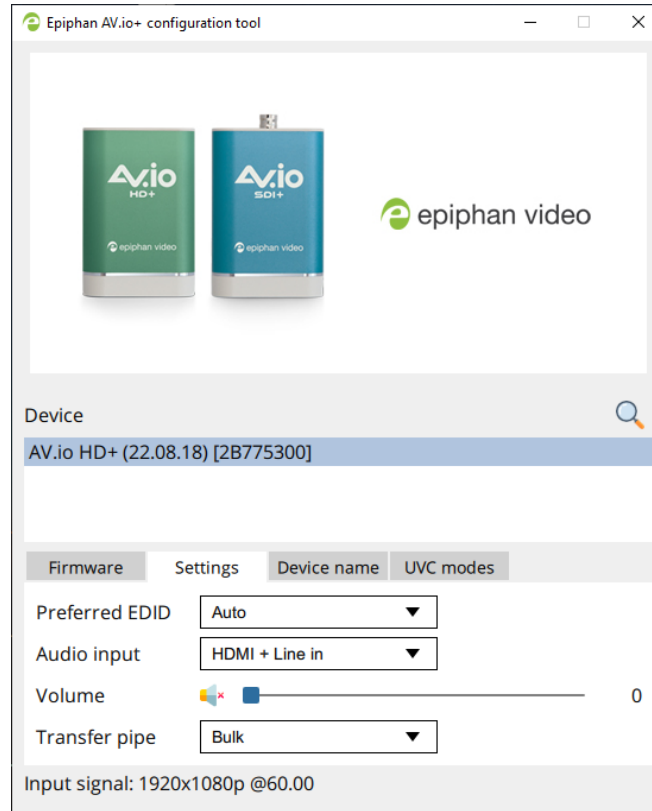 Epiphan AV.io+ configuration tool
AV.io
HD+
epiphan video
AV.io
SDI+
epiphan video
epiphan video
Device
AV.io HD+ (22.08.18) [2B775300]
Firmware Settings Device name UVC modes
Preferred EDID Auto
Audio input HDMI + Line in
Volume 0
Transfer pipe Bulk
Input signal: 1920x1080p @60.00